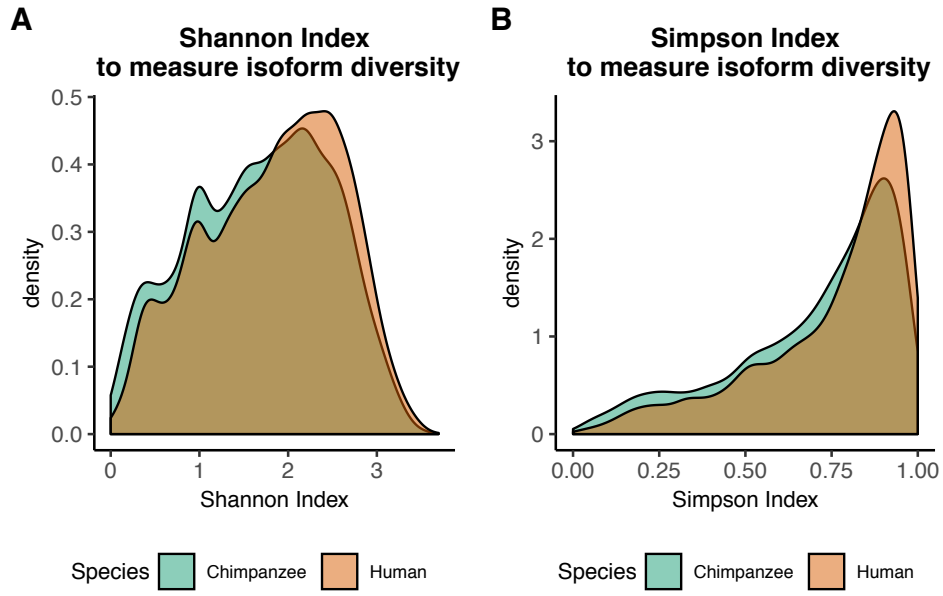 A
Shannon Index
to measure isoform diversity
0.5
0.4
0.3
0.2
0.1
0.0
density
0
1
2
3
Shannon Index
Species
Chimpanzee
Human
B
Simpson Index
to measure isoform diversity
3
2
1
0
density
0.00
0.25
0.50
0.75
1.00
Simpson Index
Species
Chimpanzee
Human